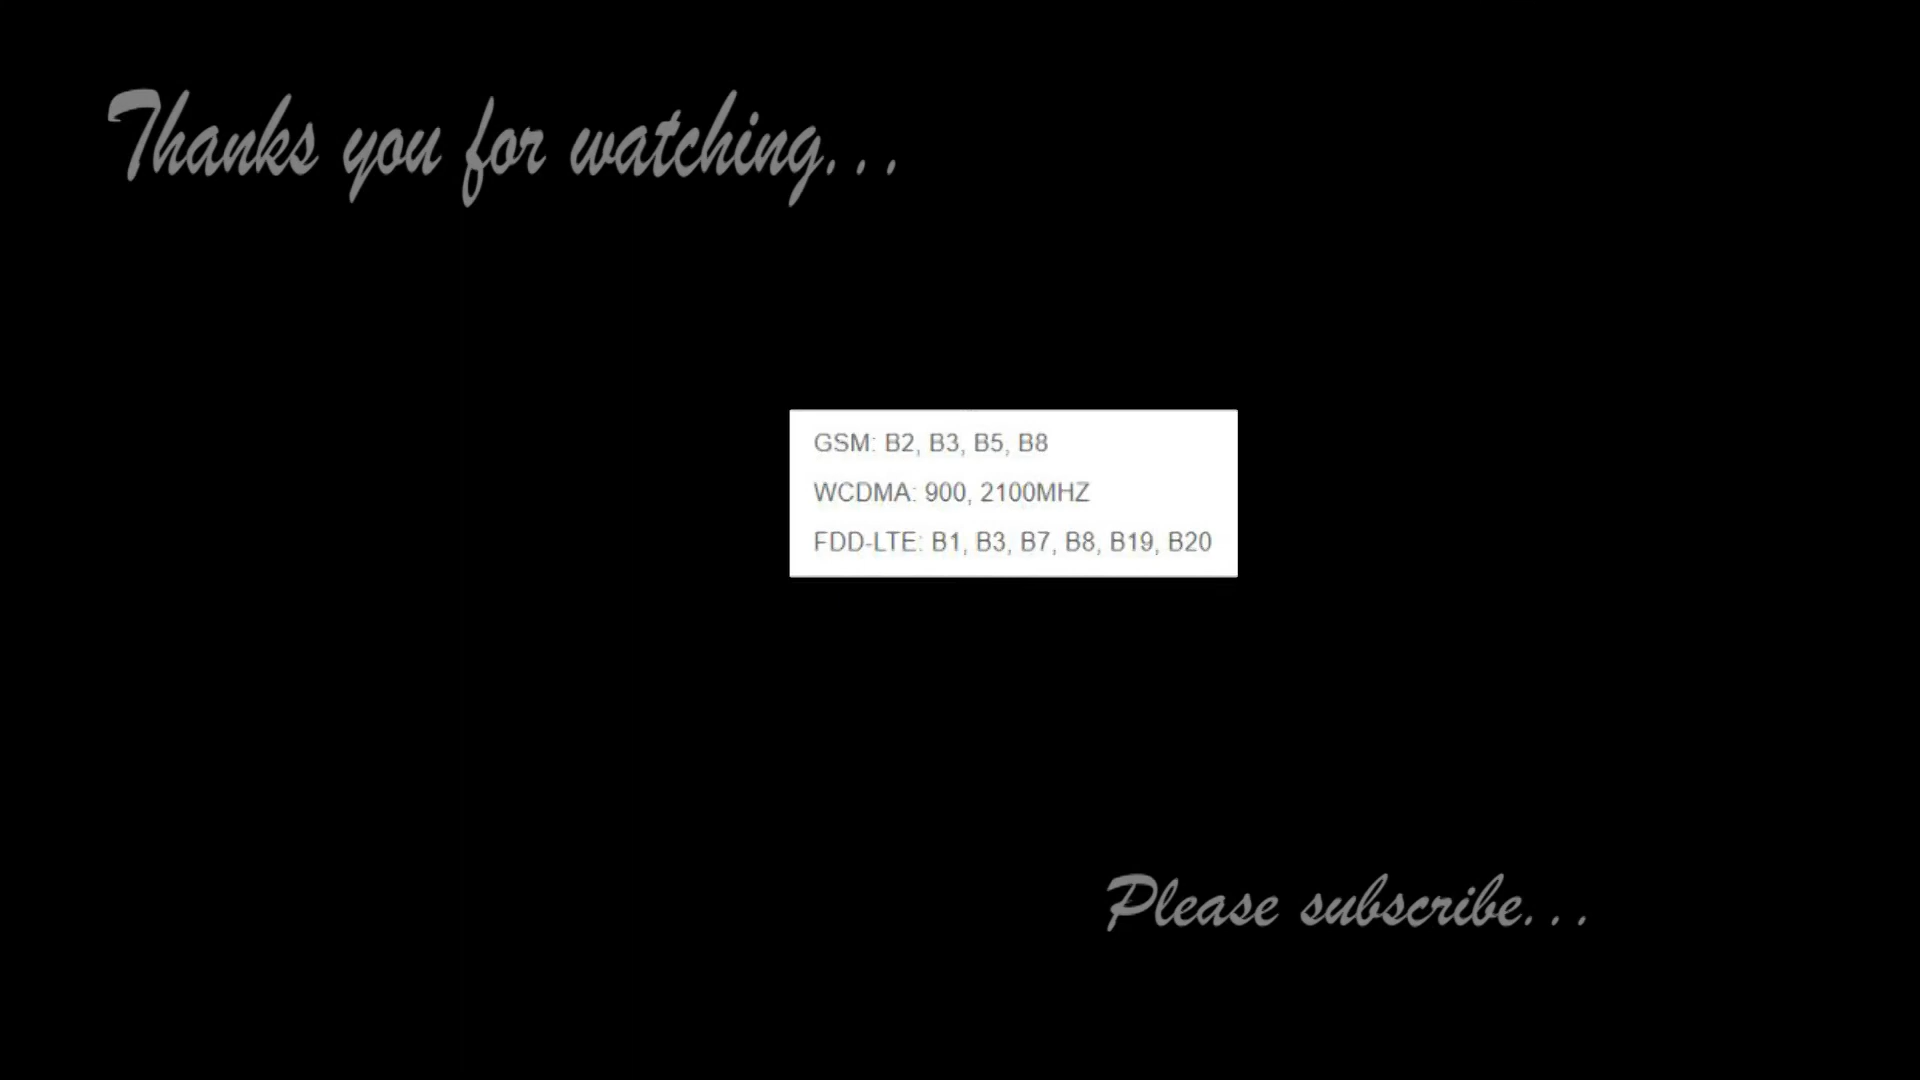 Thanks you for watching...
GSM: B2, B3, B5, B8
WCDMA: 900, 2100MHZ
FDD-LTE: B1, B3, B7, B8, B19, B20
Please subscribe...